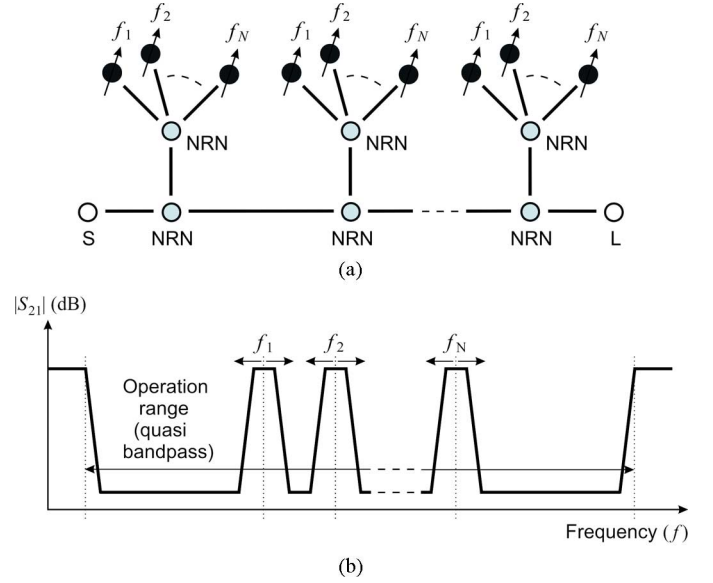 f1 f2 fN f1 f2 fN f1 f2 fN
NRN NRN NRN
S NRN NRN NRN L
(a)
|S21| (dB)
f1 f2 fN
Operation
range
(quasi
bandpass)
Frequency (f)
(b)